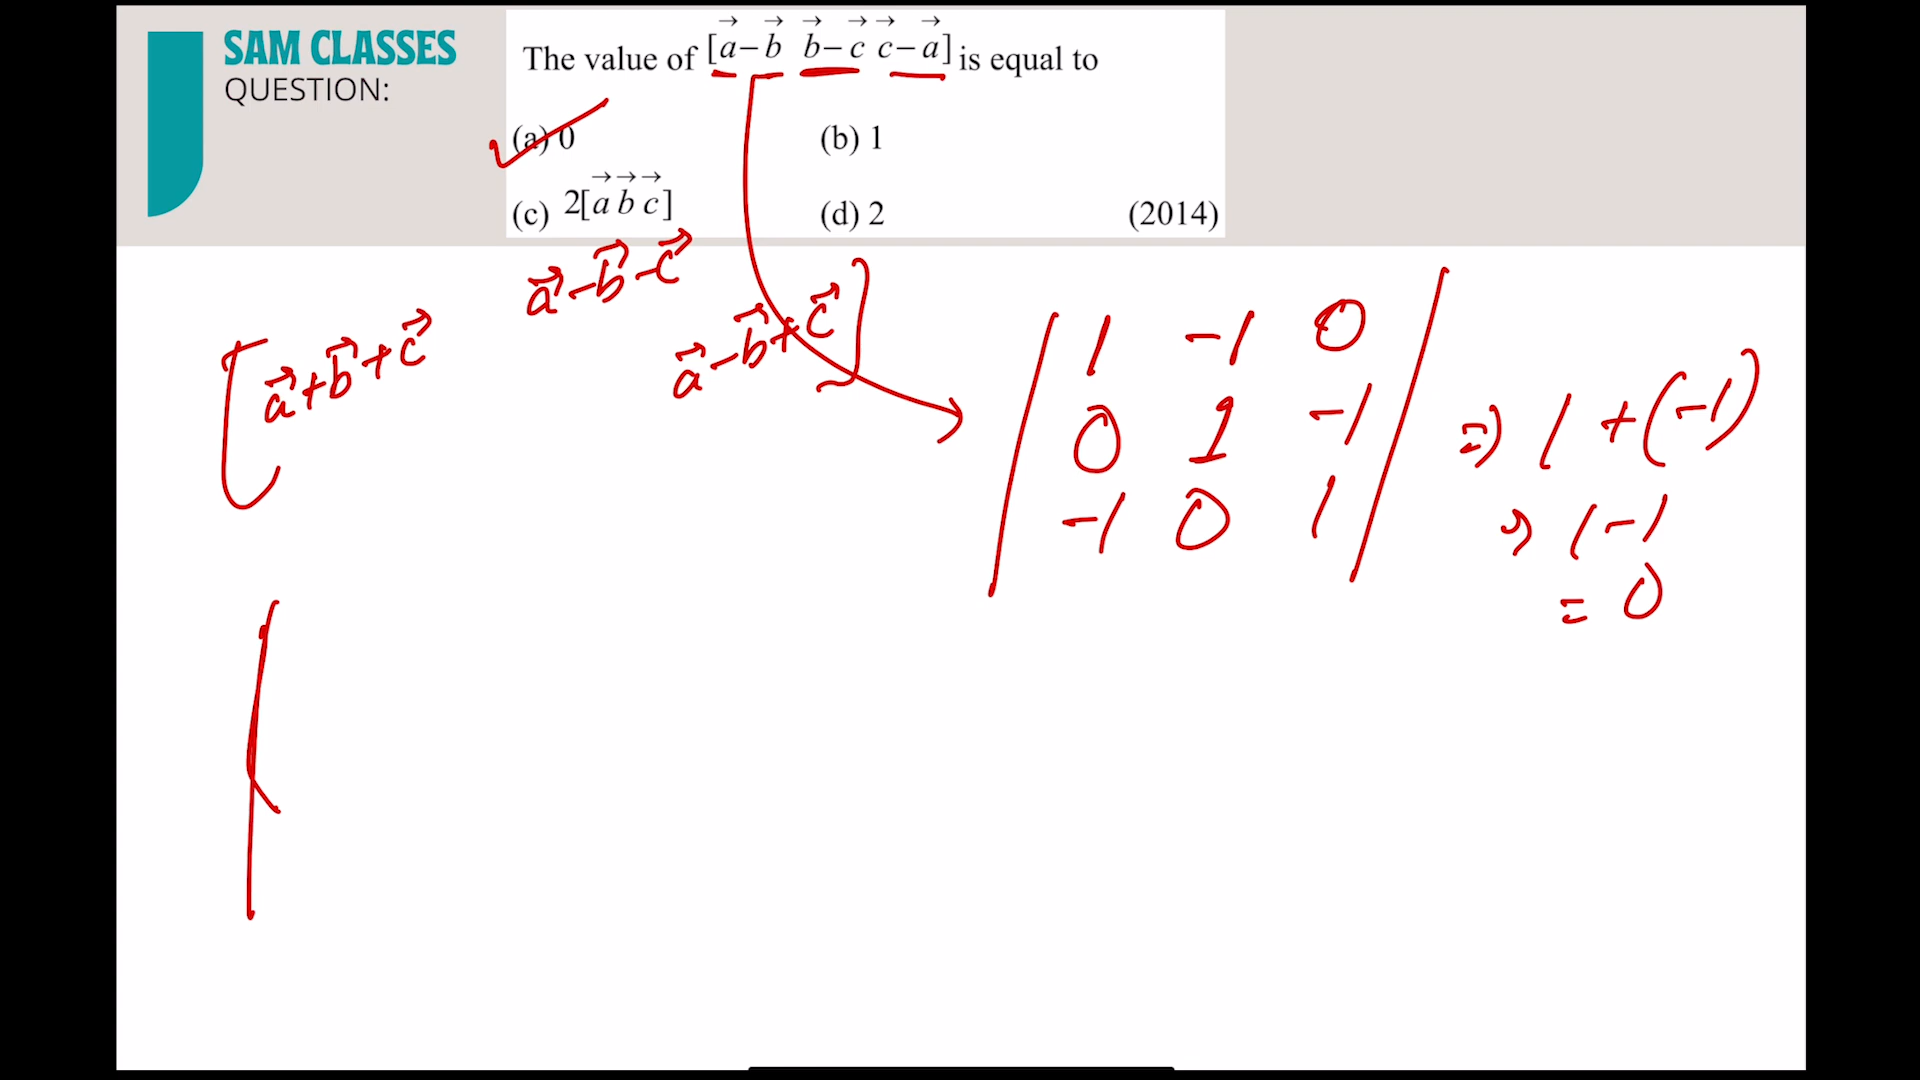 SAM CLASSES
QUESTION:
The value of [a⃗ − b⃗  b⃗ − c⃗  c⃗ − a⃗] is equal to
(a) 0 (b) 1
(c) 2[a⃗ b⃗ c⃗] (d) 2 (2014)
[a⃗+b⃗+c⃗ a⃗−b⃗−c⃗ a⃗−b⃗+c⃗]
| 1 -1 0 |
| 0 1 -1 | ⇒ 1 + (-1)
| -1 0 1 | ⇒ 1 - 1
= 0